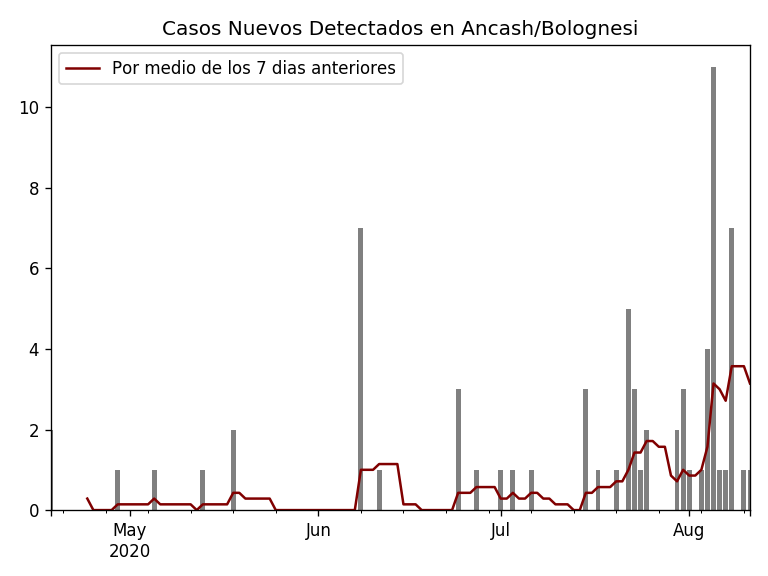 Casos Nuevos Detectados en Ancash/Bolognesi
Por medio de los 7 dias anteriores
10
8
6
4
2
0
May Jun Jul Aug
2020